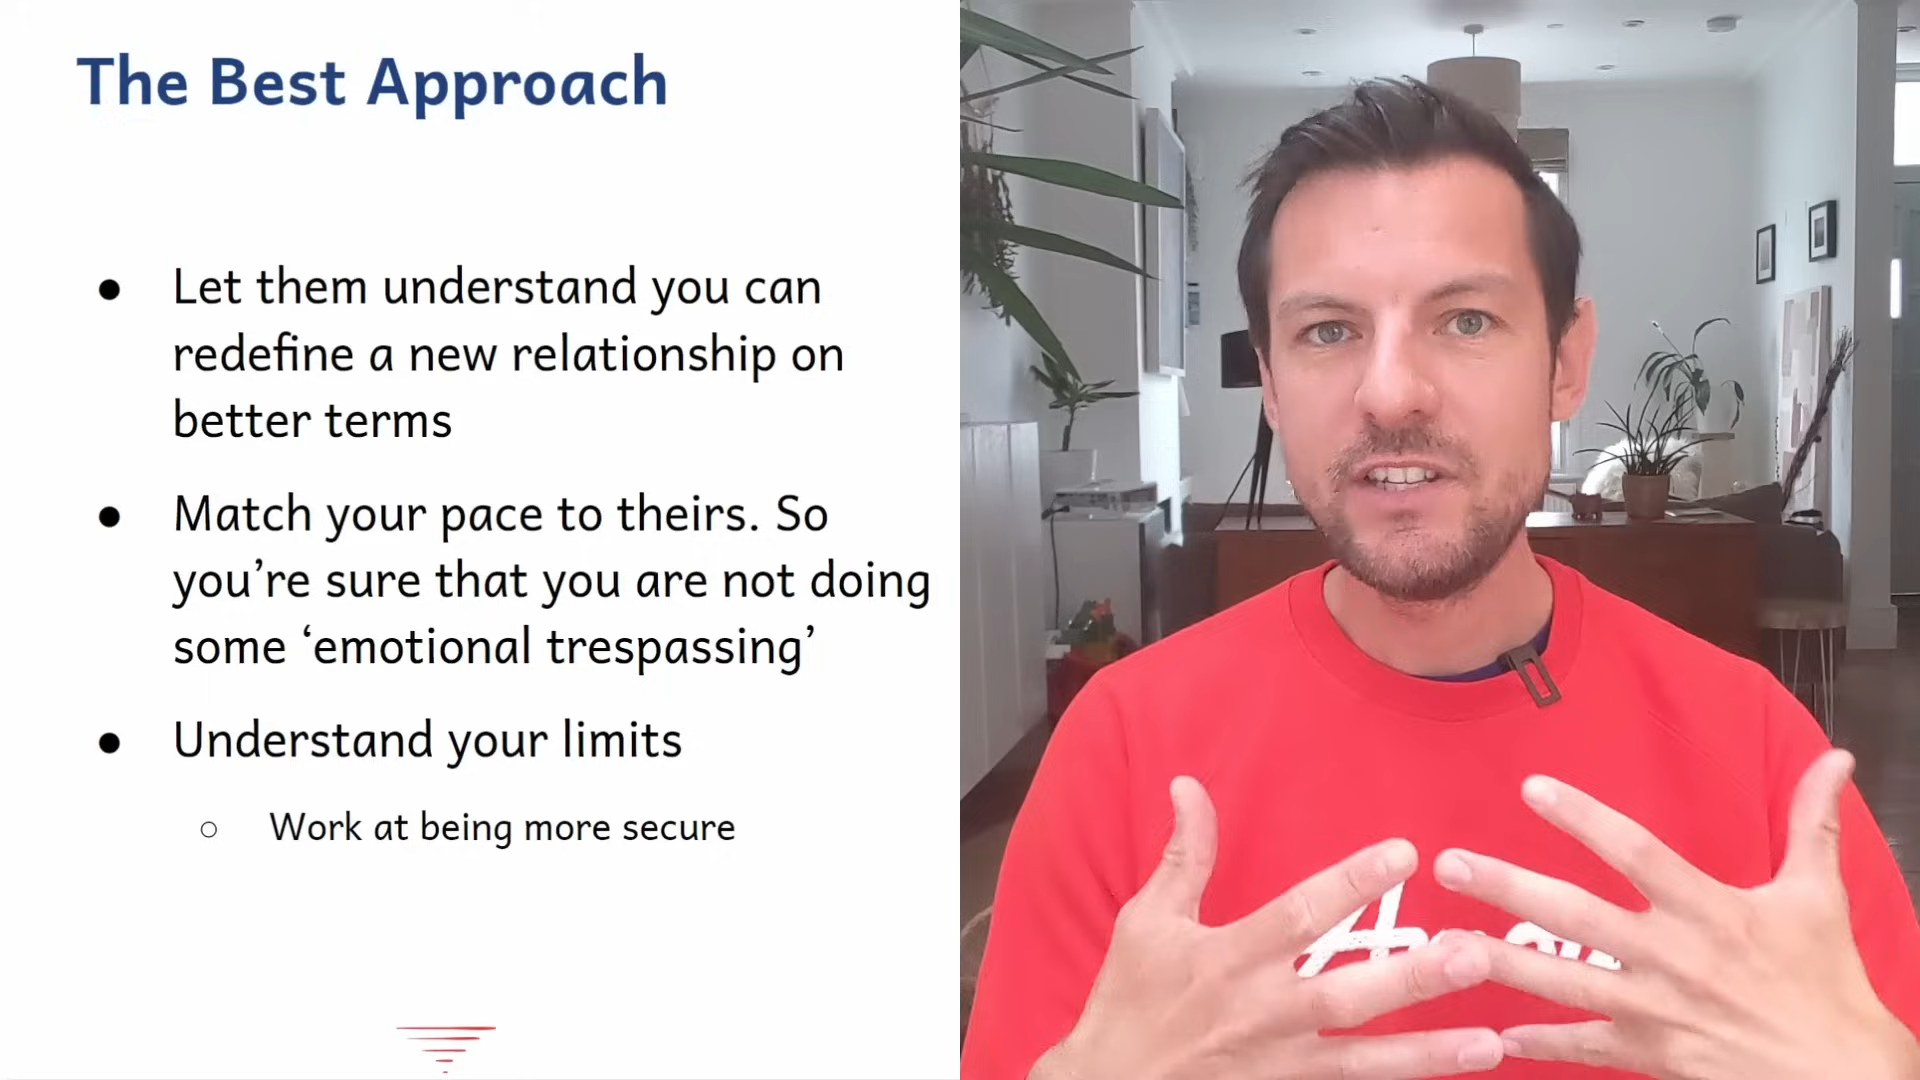 The Best Approach
● Let them understand you can
redefine a new relationship on
better terms
● Match your pace to theirs. So
you’re sure that you are not doing
some ‘emotional trespassing’
● Understand your limits
○ Work at being more secure